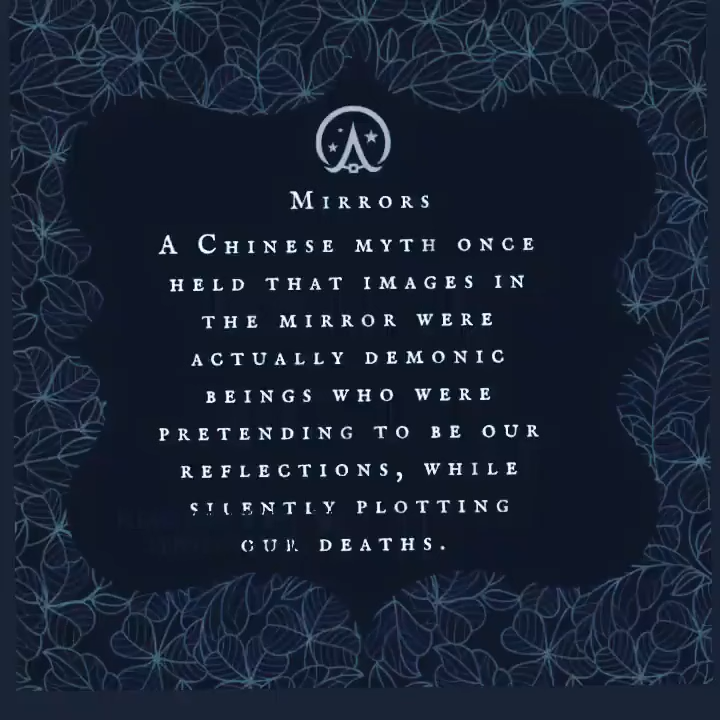 Mirrors
A Chinese myth once
held that images in
the mirror were
actually demonic
beings who were
pretending to be our
reflections, while
silently plotting
our deaths.